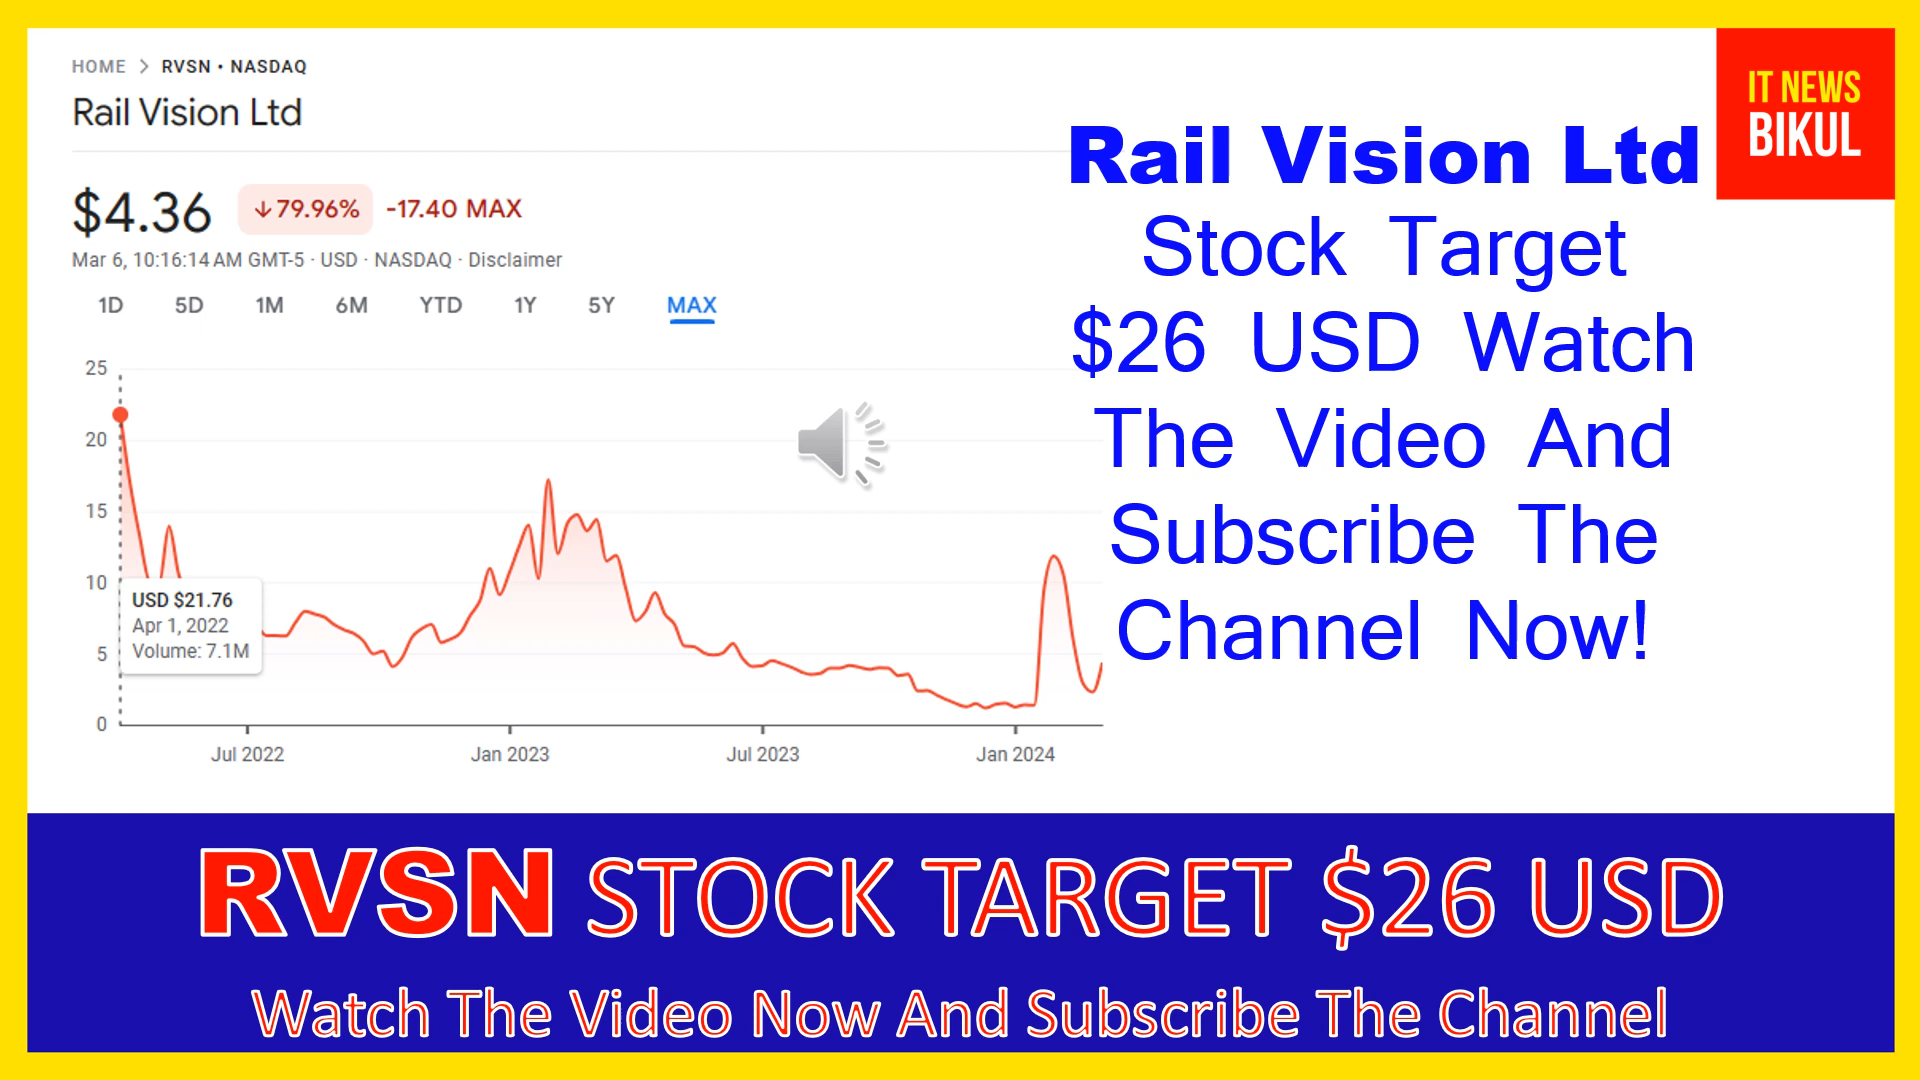 HOME > RVSN • NASDAQ
Rail Vision Ltd
$4.36 ↓79.96% -17.40 MAX
Mar 6, 10:16:14 AM GMT-5 · USD · NASDAQ · Disclaimer
1D 5D 1M 6M YTD 1Y 5Y MAX
25
20
15
10
5
0
USD $21.76
Apr 1, 2022
Volume: 7.1M
Jul 2022 Jan 2023 Jul 2023 Jan 2024
Rail Vision Ltd
Stock Target
$26 USD Watch
The Video And
Subscribe The
Channel Now!
IT NEWS
BIKUL
RVSN STOCK TARGET $26 USD
Watch The Video Now And Subscribe The Channel